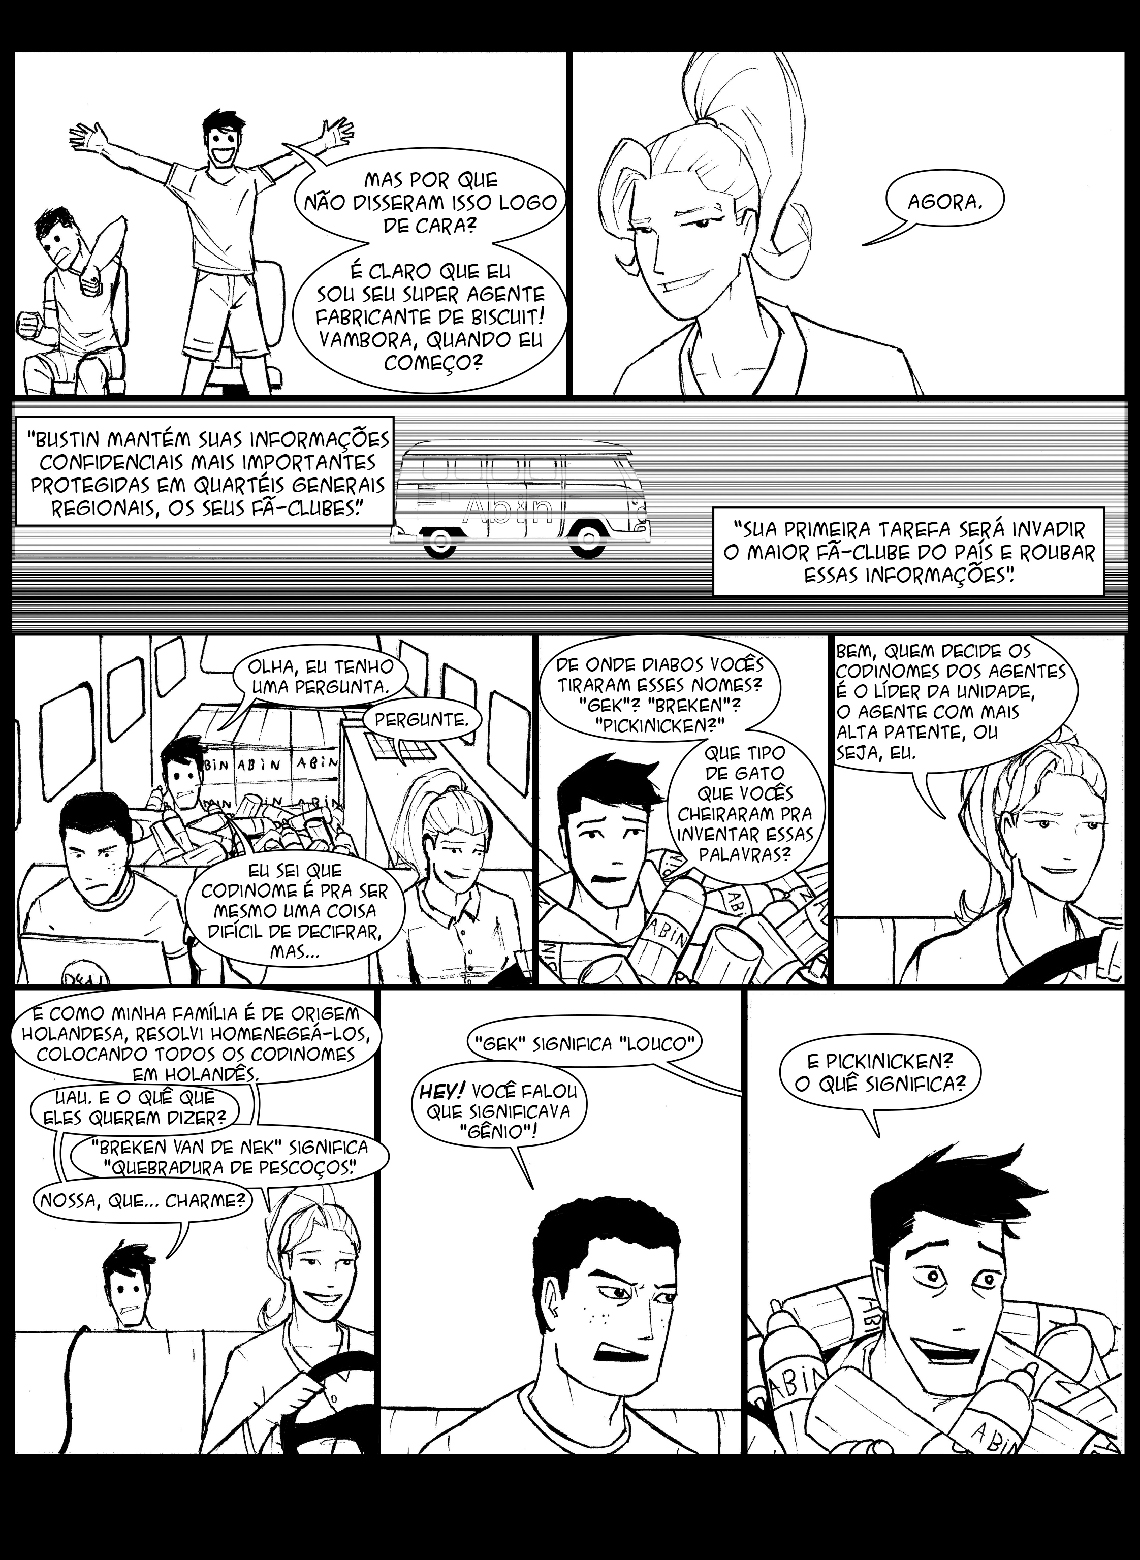 MAS POR QUE
NÃO DISSERAM ISSO LOGO
DE CARA?
É CLARO QUE EU
SOU SEU SUPER AGENTE
FABRICANTE DE BISCUIT!
VAMBORA, QUANDO EU
COMEÇO?
AGORA.
"BUSTIN MANTÉM SUAS INFORMAÇÕES
CONFIDENCIAIS MAIS IMPORTANTES
PROTEGIDAS EM QUARTÉIS GENERAIS
REGIONAIS, OS SEUS FÃ-CLUBES".
Abin
"SUA PRIMEIRA TAREFA SERÁ INVADIR
O MAIOR FÃ-CLUBE DO PAÍS E ROUBAR
ESSAS INFORMAÇÕES".
OLHA, EU TENHO
UMA PERGUNTA.
PERGUNTE.
BIN ABIN ABIN
ABIN
EU SEI QUE
CODINOME É PRA SER
MESMO UMA COISA
DIFÍCIL DE DECIFRAR,
MAS...
DE ONDE DIABOS VOCÊS
TIRARAM ESSES NOMES?
"GEK"? "BREKEN"?
"PICKINICKEN?"
QUE TIPO
DE GATO
QUE VOCÊS
CHEIRARAM PRA
INVENTAR ESSAS
PALAVRAS?
ABIN
ABIN
BEM, QUEM DECIDE OS
CODINOMES DOS AGENTES
É O LÍDER DA UNIDADE,
O AGENTE COM MAIS
ALTA PATENTE, OU
SEJA, EU.
E COMO MINHA FAMÍLIA É DE ORIGEM
HOLANDESA, RESOLVI HOMENEGEÁ-LOS,
COLOCANDO TODOS OS CODINOMES
EM HOLANDÊS.
UAU. E O QUÊ QUE
ELES QUEREM DIZER?
"BREKEN VAN DE NEK" SIGNIFICA
"QUEBRADURA DE PESCOÇOS".
NOSSA, QUE... CHARME?
"GEK" SIGNIFICA "LOUCO"
HEY! VOCÊ FALOU
QUE SIGNIFICAVA
"GÊNIO"!
E PICKINICKEN?
O QUÊ SIGNIFICA?
ABIN
ABIN